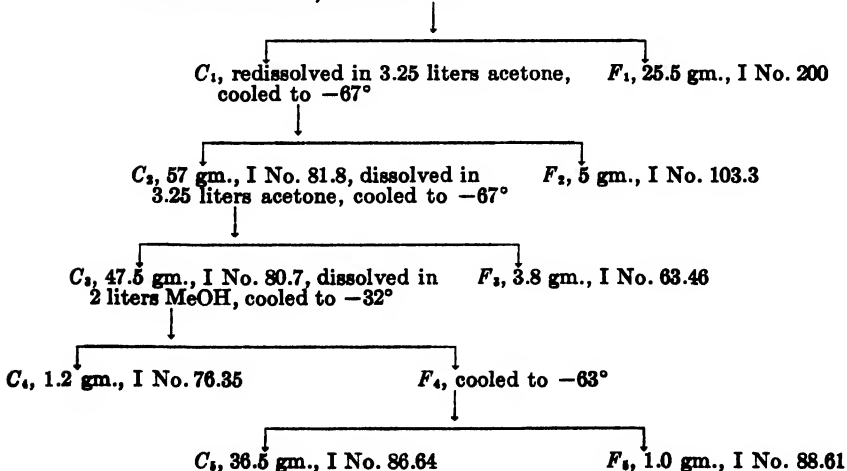 C₁, redissolved in 3.25 liters acetone,
cooled to −67°
F₁, 25.5 gm., I No. 200
C₂, 57 gm., I No. 81.8, dissolved in
3.25 liters acetone, cooled to −67°
F₂, 5 gm., I No. 103.3
C₃, 47.5 gm., I No. 80.7, dissolved in
2 liters MeOH, cooled to −32°
F₃, 3.8 gm., I No. 63.46
C₄, 1.2 gm., I No. 76.35
F₄, cooled to −63°
C₅, 36.5 gm., I No. 86.64
F₅, 1.0 gm., I No. 88.61